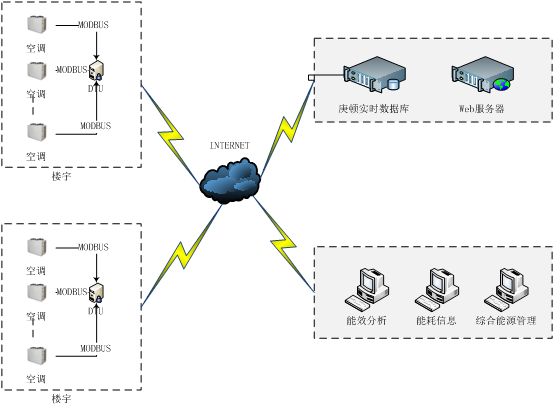 MODBUS
空调
MODBUS
DTU
空调
MODBUS
空调
楼宇
INTERNET
庚顿实时数据库
Web服务器
MODBUS
空调
MODBUS
DTU
空调
MODBUS
空调
楼宇
能效分析
能耗信息
综合能源管理